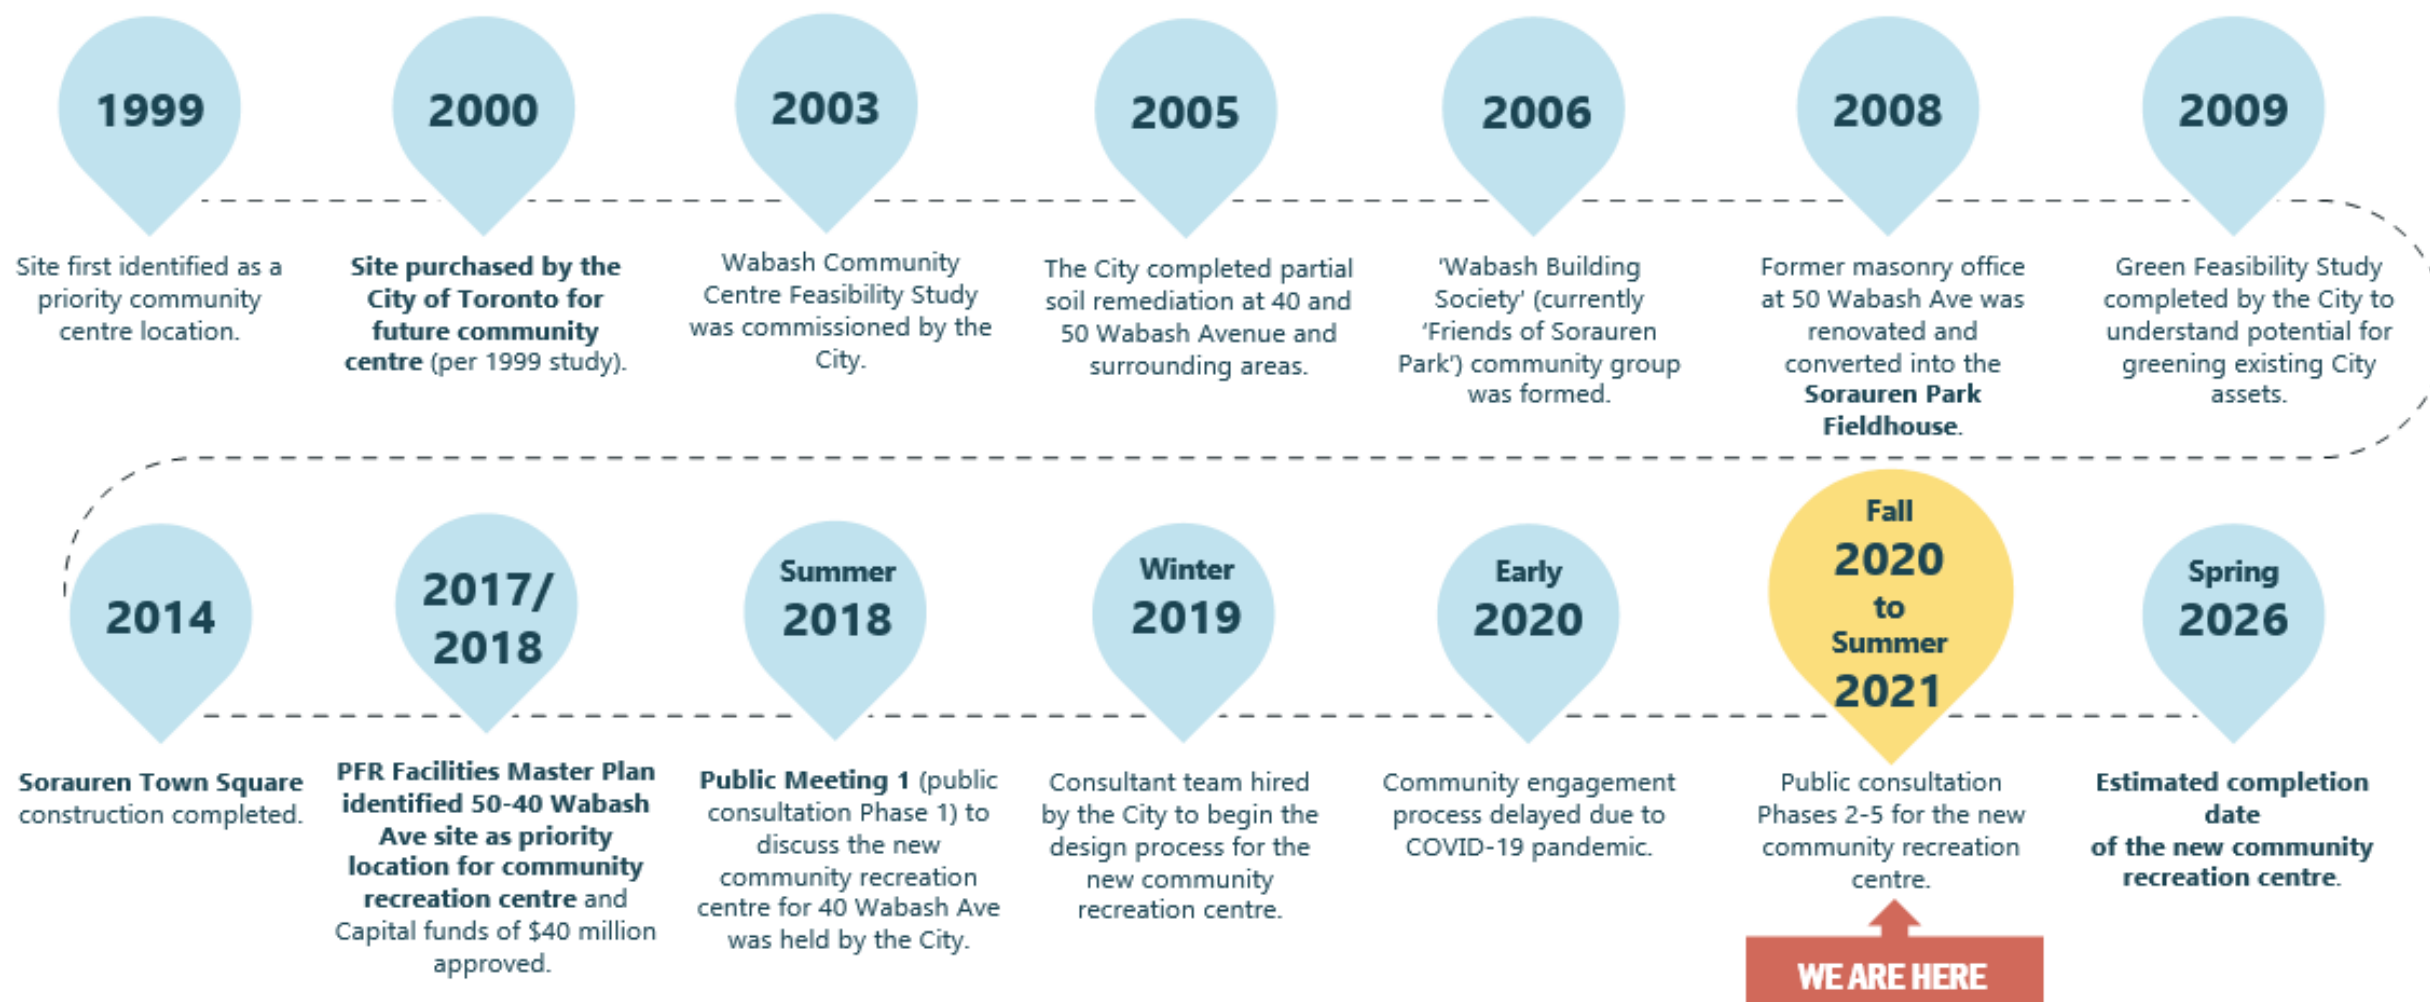 1999
Site first identified as a
priority community
centre location.
2000
Site purchased by the
City of Toronto for
future community
centre (per 1999 study).
2003
Wabash Community
Centre Feasibility Study
was commissioned by the
City.
2005
The City completed partial
soil remediation at 40 and
50 Wabash Avenue and
surrounding areas.
2006
‘Wabash Building
Society’ (currently
‘Friends of Sorauren
Park’) community group
was formed.
2008
Former masonry office
at 50 Wabash Ave was
renovated and
converted into the
Sorauren Park
Fieldhouse.
2009
Green Feasibility Study
completed by the City to
understand potential for
greening existing City
assets.
2014
Sorauren Town Square
construction completed.
2017/
2018
PFR Facilities Master Plan
identified 50-40 Wabash
Ave site as priority
location for community
recreation centre and
Capital funds of $40 million
approved.
Summer
2018
Public Meeting 1 (public
consultation Phase 1) to
discuss the new
community recreation
centre for 40 Wabash Ave
was held by the City.
Winter
2019
Consultant team hired
by the City to begin the
design process for the
new community
recreation centre.
Early
2020
Community engagement
process delayed due to
COVID-19 pandemic.
Fall
2020
to
Summer
2021
Public consultation
Phases 2-5 for the new
community recreation
centre.
WE ARE HERE
Spring
2026
Estimated completion
date
of the new community
recreation centre.